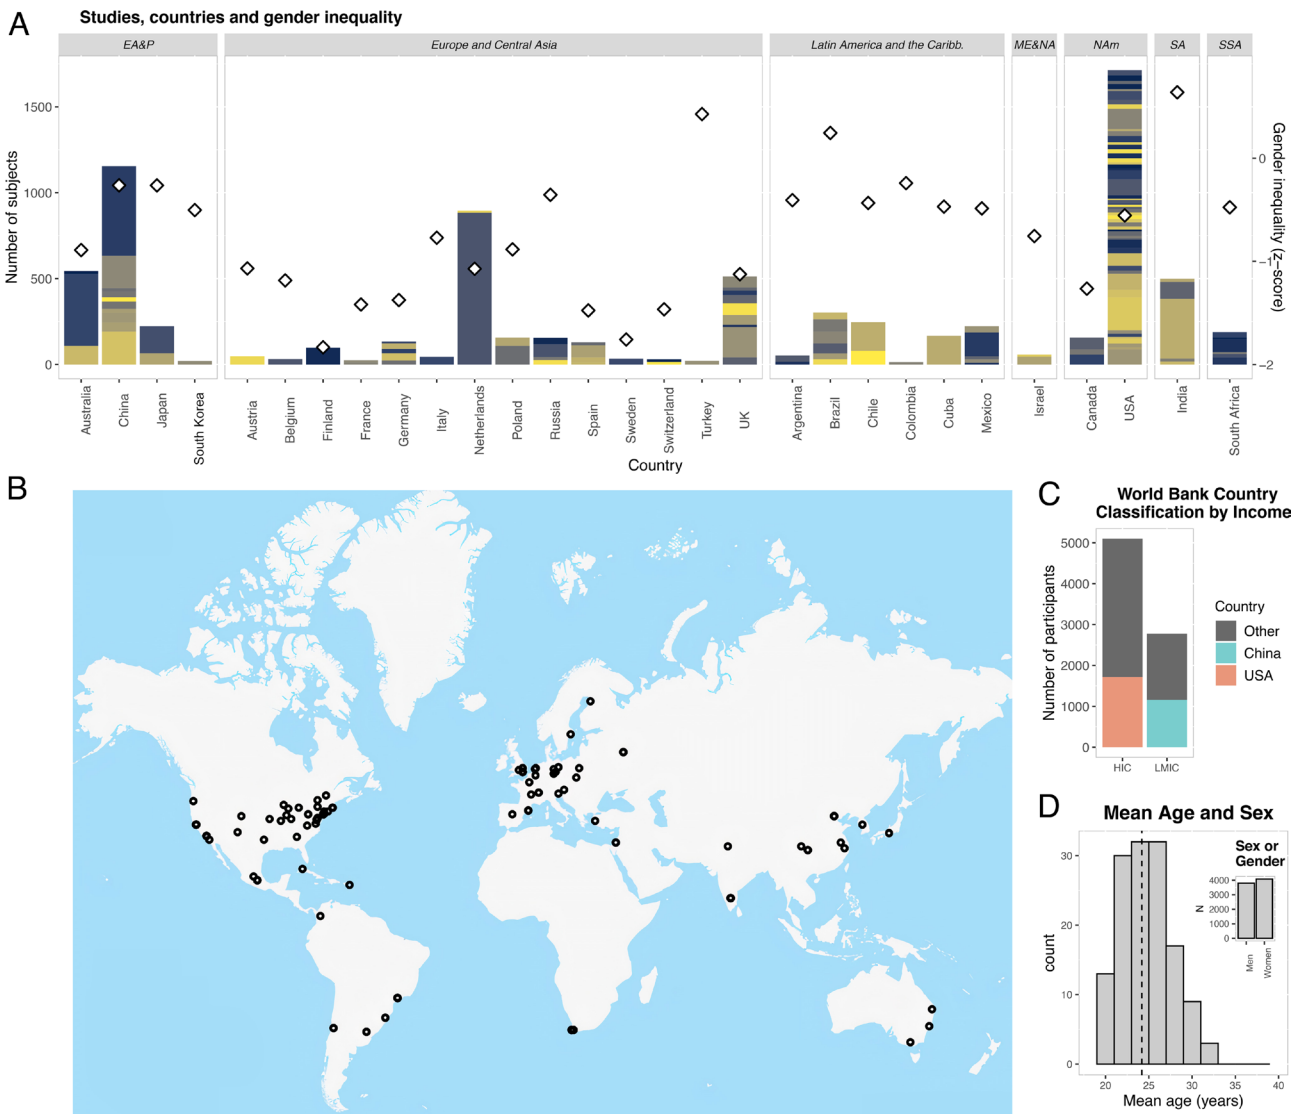 A
Studies, countries and gender inequality
EA&P
Europe and Central Asia
Latin America and the Caribb.
ME&NA
NAm
SA
SSA
Number of subjects
1500
1000
500
0
Gender inequality (z-score)
0
-1
-2
Australia
China
Japan
South Korea
Austria
Belgium
Finland
France
Germany
Italy
Netherlands
Poland
Russia
Spain
Sweden
Switzerland
Turkey
UK
Argentina
Brazil
Chile
Colombia
Cuba
Mexico
Israel
Canada
USA
India
South Africa
Country
B
C
World Bank Country
Classification by Income
Number of participants
5000
4000
3000
2000
1000
0
HIC
LMIC
Country
Other
China
USA
D
Mean Age and Sex
count
30
20
10
0
20
25
30
35
40
Mean age (years)
Sex or
Gender
N
4000
3000
2000
1000
0
Men
Women